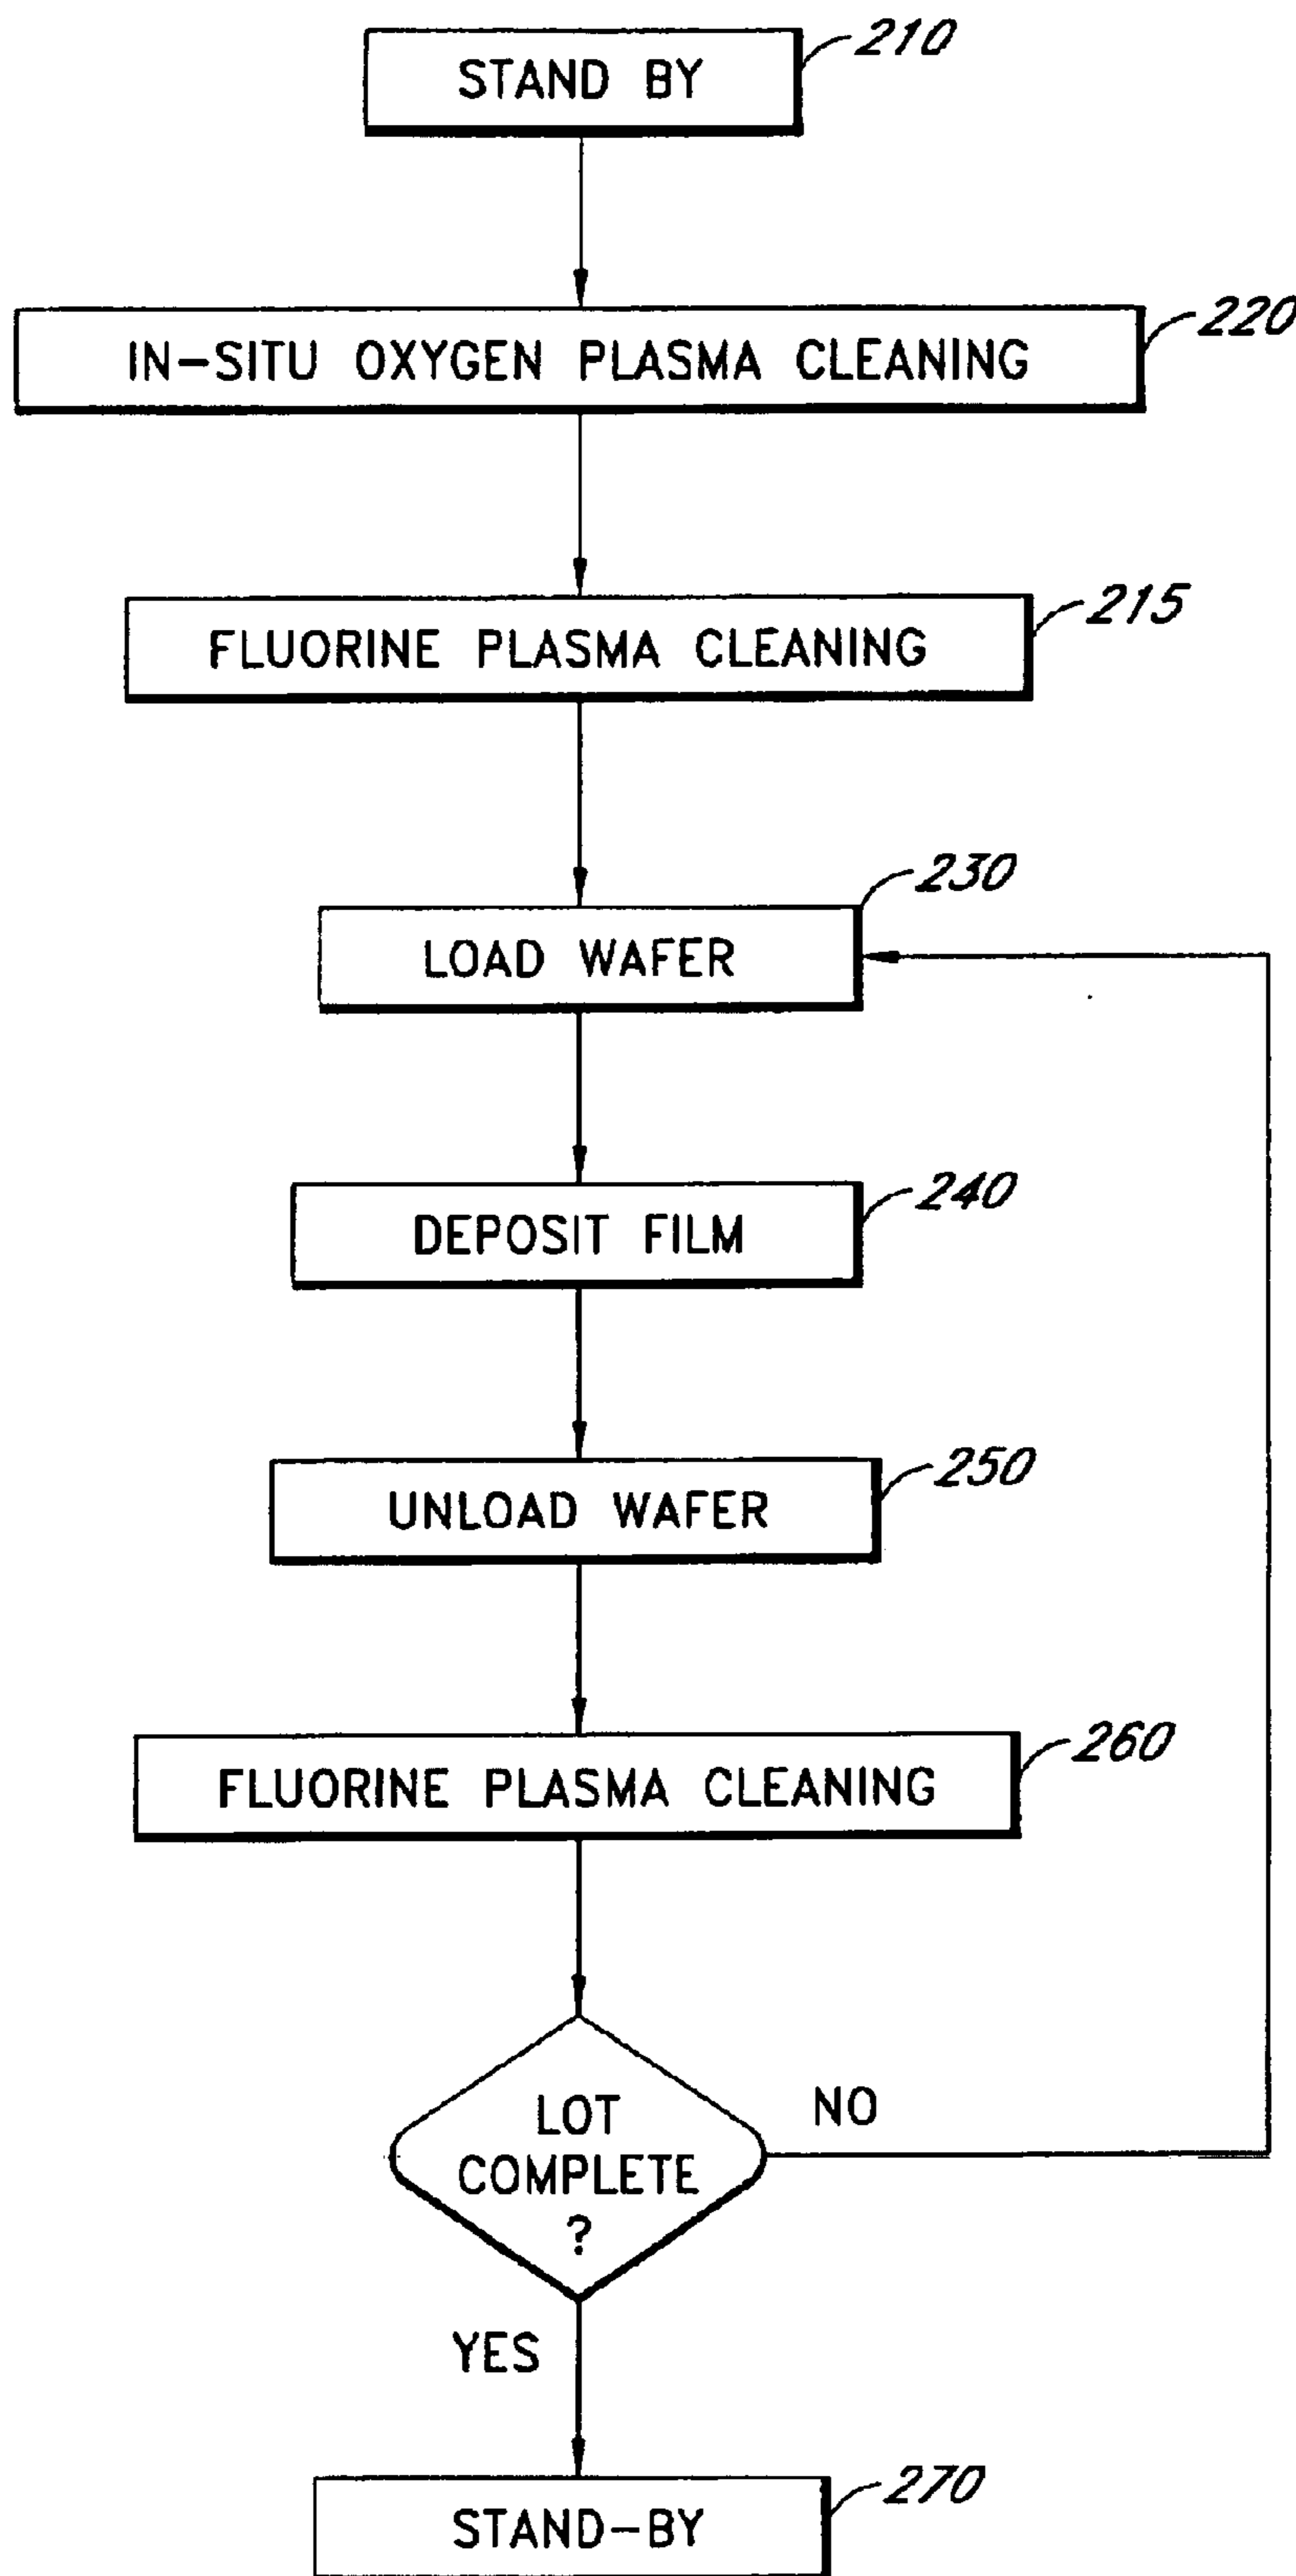 210
STAND BY
220
IN-SITU OXYGEN PLASMA CLEANING
215
FLUORINE PLASMA CLEANING
230
LOAD WAFER
240
DEPOSIT FILM
250
UNLOAD WAFER
260
FLUORINE PLASMA CLEANING
LOT
COMPLETE
?
NO
YES
270
STAND-BY